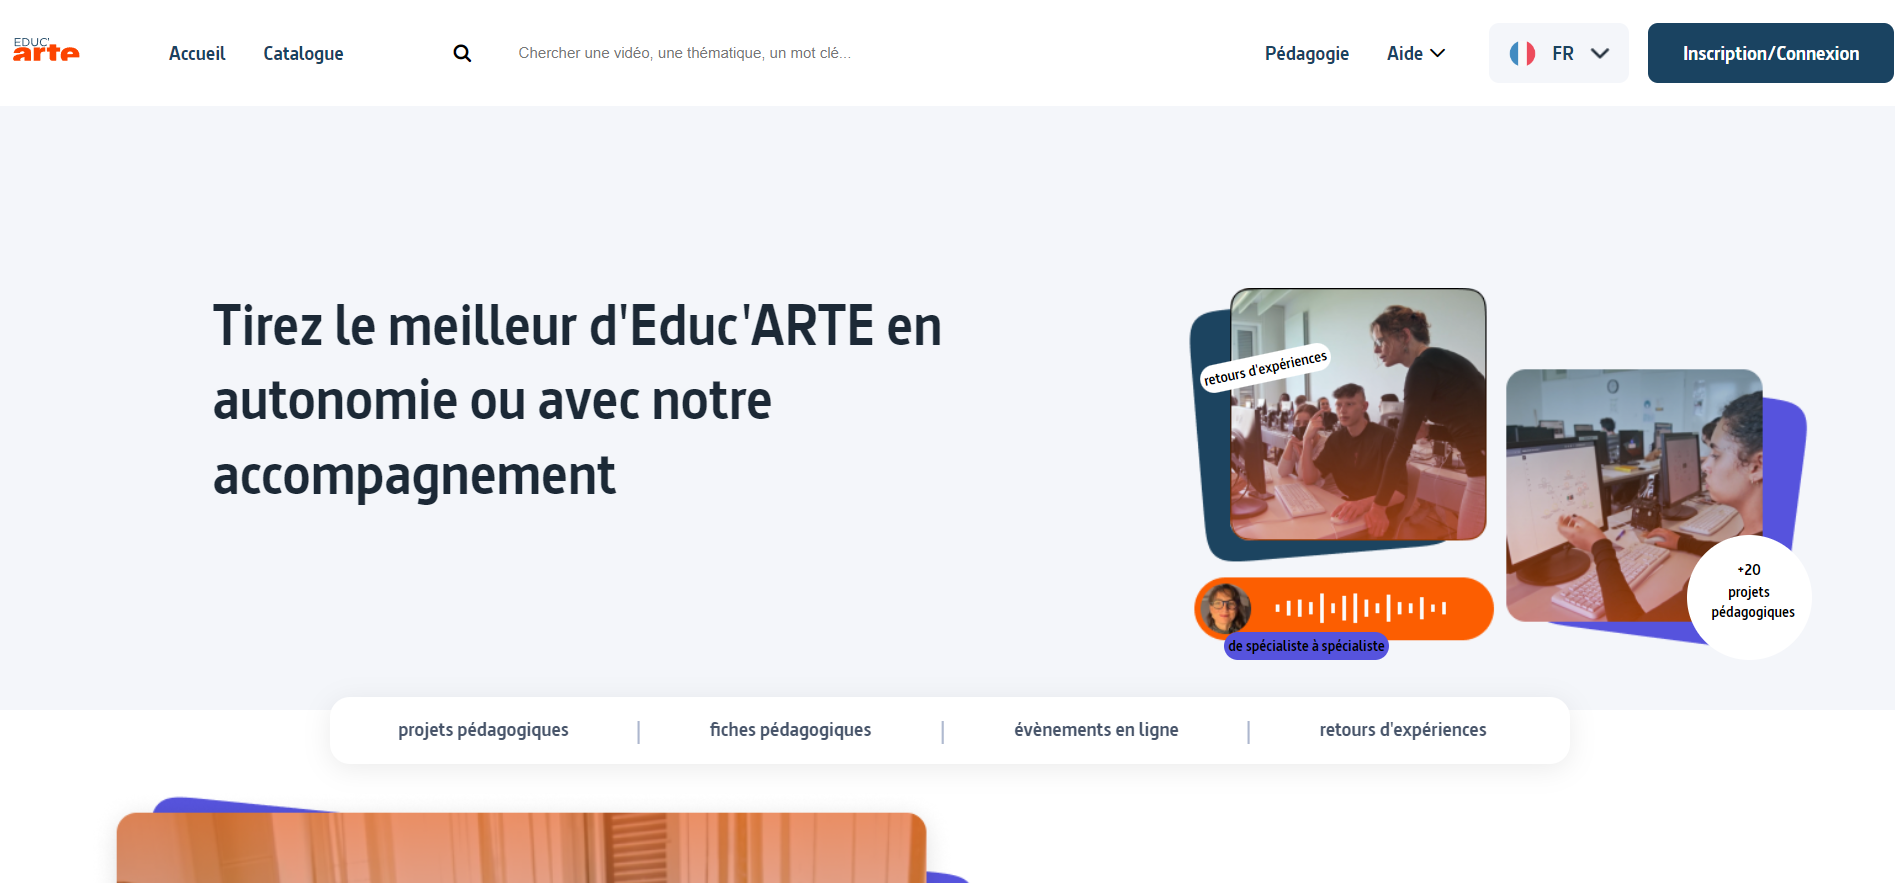 EDUC'
arte
Accueil
Catalogue
Chercher une vidéo, une thématique, un mot clé...
Pédagogie
Aide
FR
Inscription/Connexion
Tirez le meilleur d'Educ'ARTE en
autonomie ou avec notre
accompagnement
retours d'expériences
de spécialiste à spécialiste
+20
projets
pédagogiques
projets pédagogiques
fiches pédagogiques
évènements en ligne
retours d'expériences